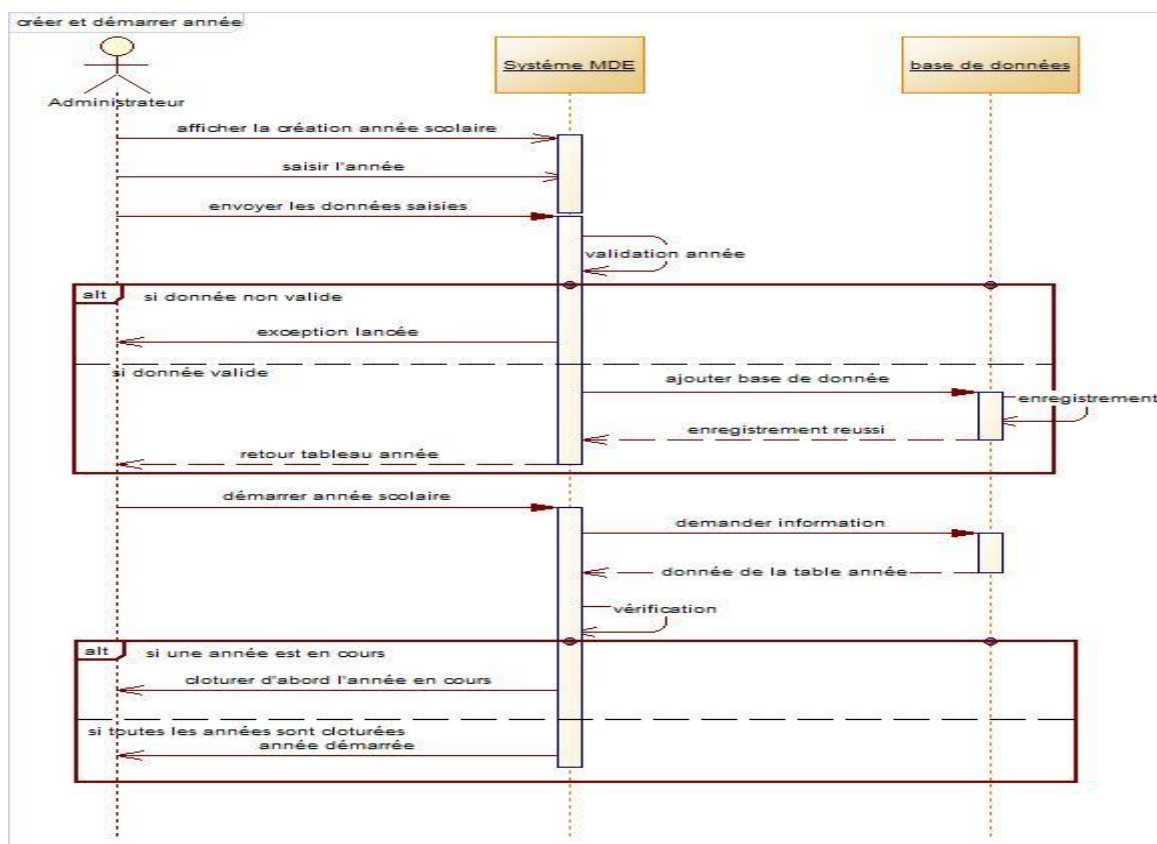 créer et démarrer année
Administrateur
Systéme MDE
base de données
afficher la création année scolaire
saisir l'année
envoyer les données saisies
validation année
alt
si donnée non valide
exception lancée
si donnée valide
ajouter base de donnée
enregistrement
enregistrement reussi
retour tableau année
démarrer année scolaire
demander information
donnée de la table année
vérification
alt
si une année est en cours
cloturer d'abord l'année en cours
si toutes les années sont cloturées
année démarrée